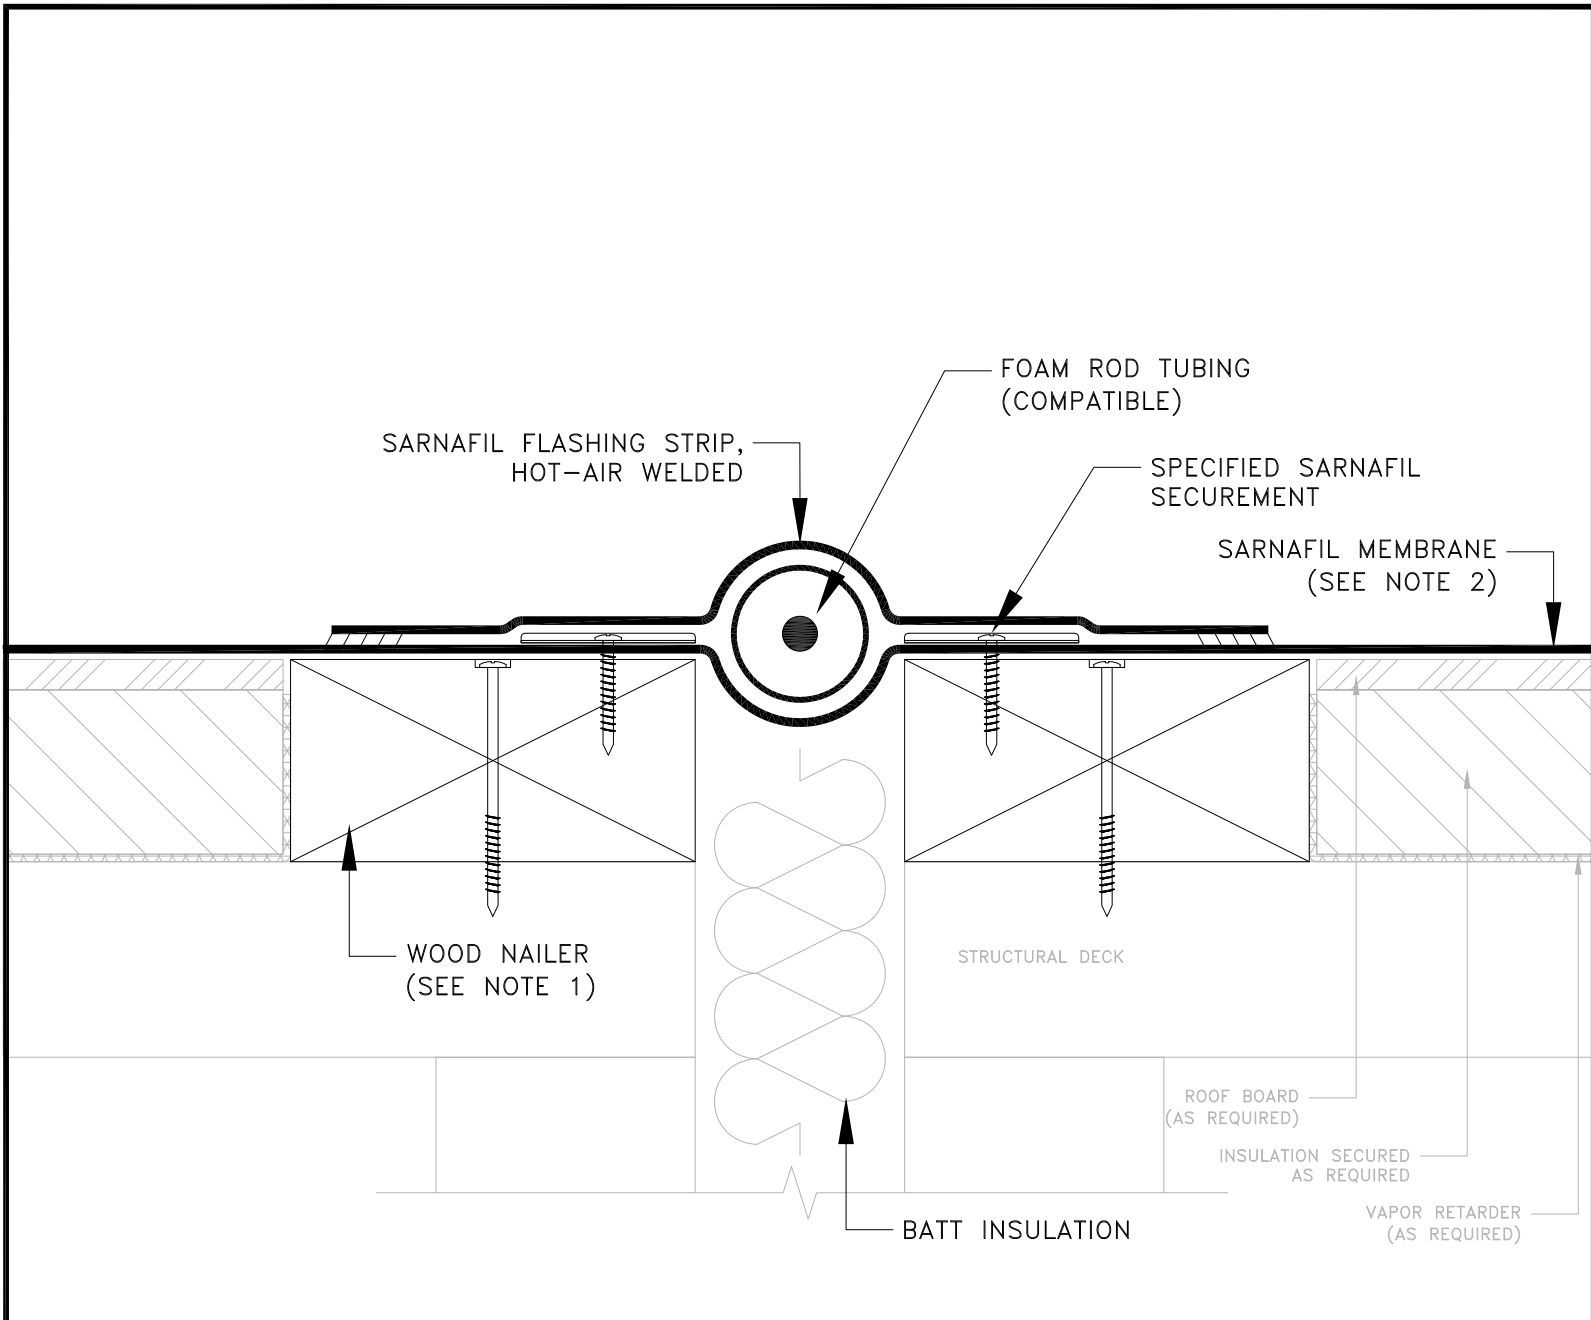 FOAM ROD TUBING
(COMPATIBLE)
SARNAFIL FLASHING STRIP,
HOT-AIR WELDED
SPECIFIED SARNAFIL
SECUREMENT
SARNAFIL MEMBRANE
(SEE NOTE 2)
WOOD NAILER
(SEE NOTE 1)
STRUCTURAL DECK
ROOF BOARD
(AS REQUIRED)
INSULATION SECURED
AS REQUIRED
VAPOR RETARDER
(AS REQUIRED)
BATT INSULATION